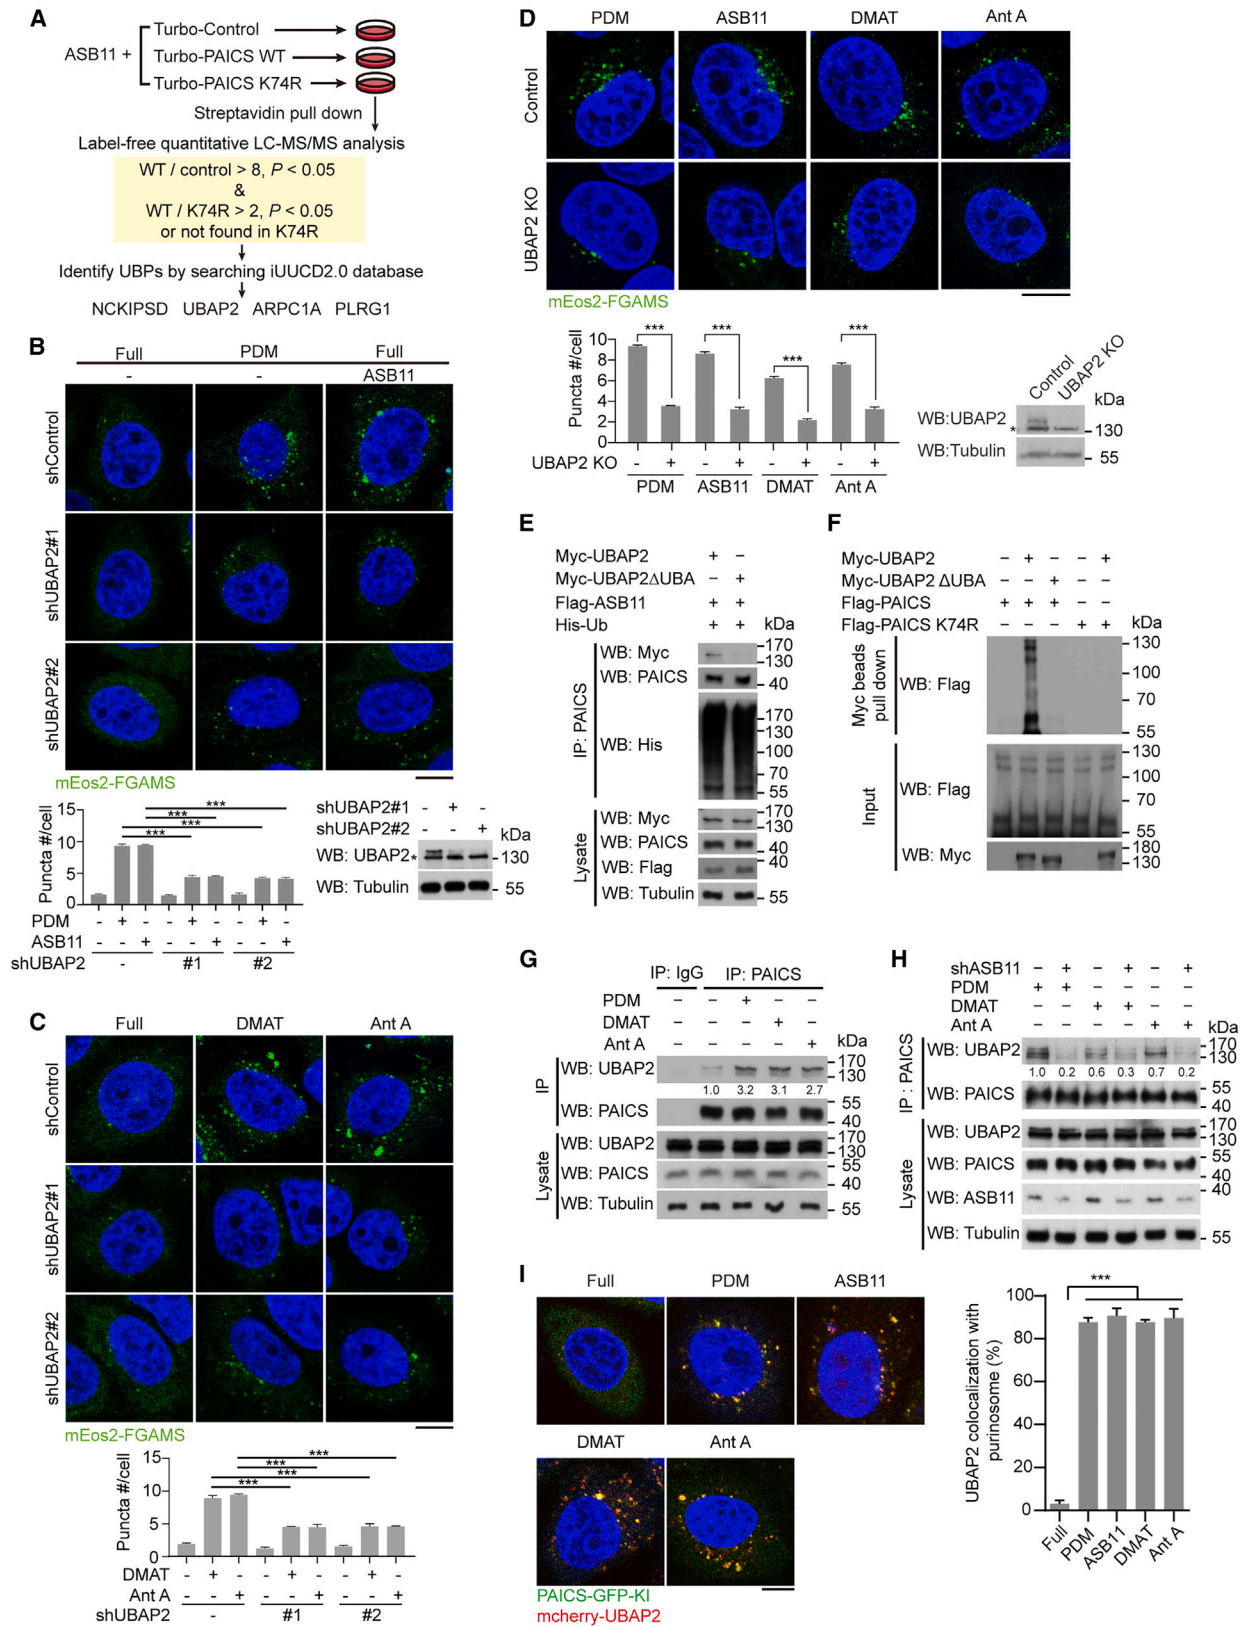 A
ASB11 +
Turbo-Control
Turbo-PAICS WT
Turbo-PAICS K74R
Streptavidin pull down
Label-free quantitative LC-MS/MS analysis
WT / control > 8, P < 0.05
&
WT / K74R > 2, P < 0.05
or not found in K74R
Identify UBPs by searching iUUCD2.0 database
NCKIPSD UBAP2 ARPC1A PLRG1
B
Full PDM Full
- - ASB11
shControl
shUBAP2#1
shUBAP2#2
mEos2-FGAMS
Puncta #/cell
15
10
5
0
***
***
***
***
PDM - + - - + - - + -
ASB11 - - + - - + - - +
shUBAP2 - #1 #2
shUBAP2#1 - + -
shUBAP2#2 - - +
kDa
WB: UBAP2
* - 130
WB: Tubulin - 55
C
Full DMAT Ant A
shControl
shUBAP2#1
shUBAP2#2
mEos2-FGAMS
Puncta #/cell
15
10
5
0
***
***
***
***
DMAT - + - - + - - + -
Ant A - - + - - + - - +
shUBAP2 - #1 #2
D
PDM ASB11 DMAT Ant A
Control
UBAP2 KO
mEos2-FGAMS
Puncta #/cell
10
8
6
4
2
0
*** *** *** ***
UBAP2 KO - + - + - + - +
PDM ASB11 DMAT Ant A
Control UBAP2 KO
kDa
WB:UBAP2
* - 130
WB:Tubulin - 55
E
Myc-UBAP2 + -
Myc-UBAP2ΔUBA - +
Flag-ASB11 + +
His-Ub + +
kDa
IP: PAICS
WB: Myc 170 130
WB: PAICS 40
WB: His 170 130 100 70 55
Lysate
WB: Myc 170 130
WB: PAICS 40
WB: Flag 40
WB: Tubulin 55
F
Myc-UBAP2 - + - - +
Myc-UBAP2 ΔUBA - - + - -
Flag-PAICS + + + - -
Flag-PAICS K74R - - - + +
kDa
Myc beads pull down
WB: Flag 130 100 70 55
Input
WB: Flag 130 100 70 55
WB: Myc 180 130
G
IP: IgG IP: PAICS
PDM - - + - -
DMAT - - - + -
Ant A - - - - +
kDa
IP
WB: UBAP2 170 130
1.0 3.2 3.1 2.7
WB: PAICS 55 40
Lysate
WB: UBAP2 170 130
WB: PAICS 55 40
WB: Tubulin 55
H
shASB11 - + - + - +
PDM + + - - - -
DMAT - - + + - -
Ant A - - - - + +
kDa
IP : PAICS
WB: UBAP2 170 130
1.0 0.2 0.6 0.3 0.7 0.2
WB: PAICS 55 40
Lysate
WB: UBAP2 170 130
WB: PAICS 55 40
WB: ASB11 40
WB: Tubulin 55
I
Full PDM ASB11
DMAT Ant A
PAICS-GFP-KI
mcherry-UBAP2
UBAP2 colocalization with purinosome (%)
100
80
60
40
20
0
***
Full PDM ASB11 DMAT Ant A